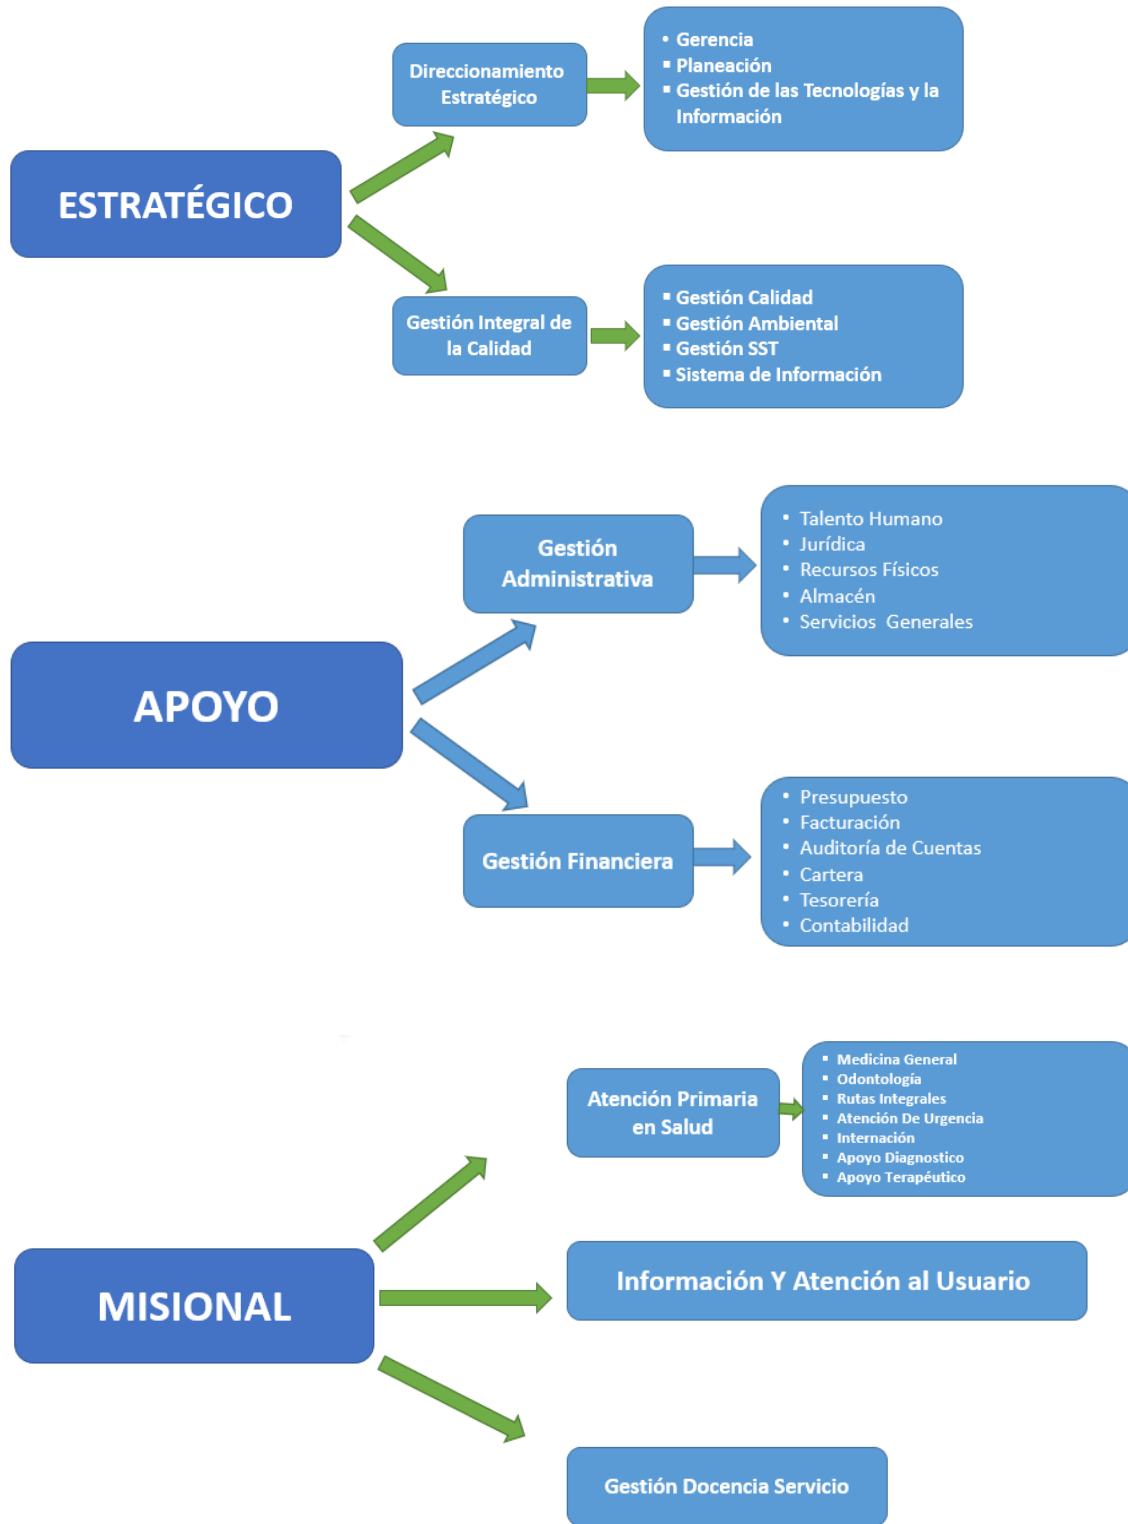 ESTRATÉGICO
Direccionamiento
Estratégico
• Gerencia
▪ Planeación
▪ Gestión de las Tecnologías y la
Información
Gestión Integral de
la Calidad
▪ Gestión Calidad
▪ Gestión Ambiental
▪ Gestión SST
▪ Sistema de Información
APOYO
Gestión
Administrativa
• Talento Humano
• Jurídica
• Recursos Físicos
• Almacén
• Servicios Generales
Gestión Financiera
• Presupuesto
• Facturación
• Auditoría de Cuentas
• Cartera
• Tesorería
• Contabilidad
MISIONAL
Atención Primaria
en Salud
▪ Medicina General
▪ Odontología
▪ Rutas Integrales
▪ Atención De Urgencia
▪ Internación
▪ Apoyo Diagnostico
▪ Apoyo Terapéutico
Información Y Atención al Usuario
Gestión Docencia Servicio